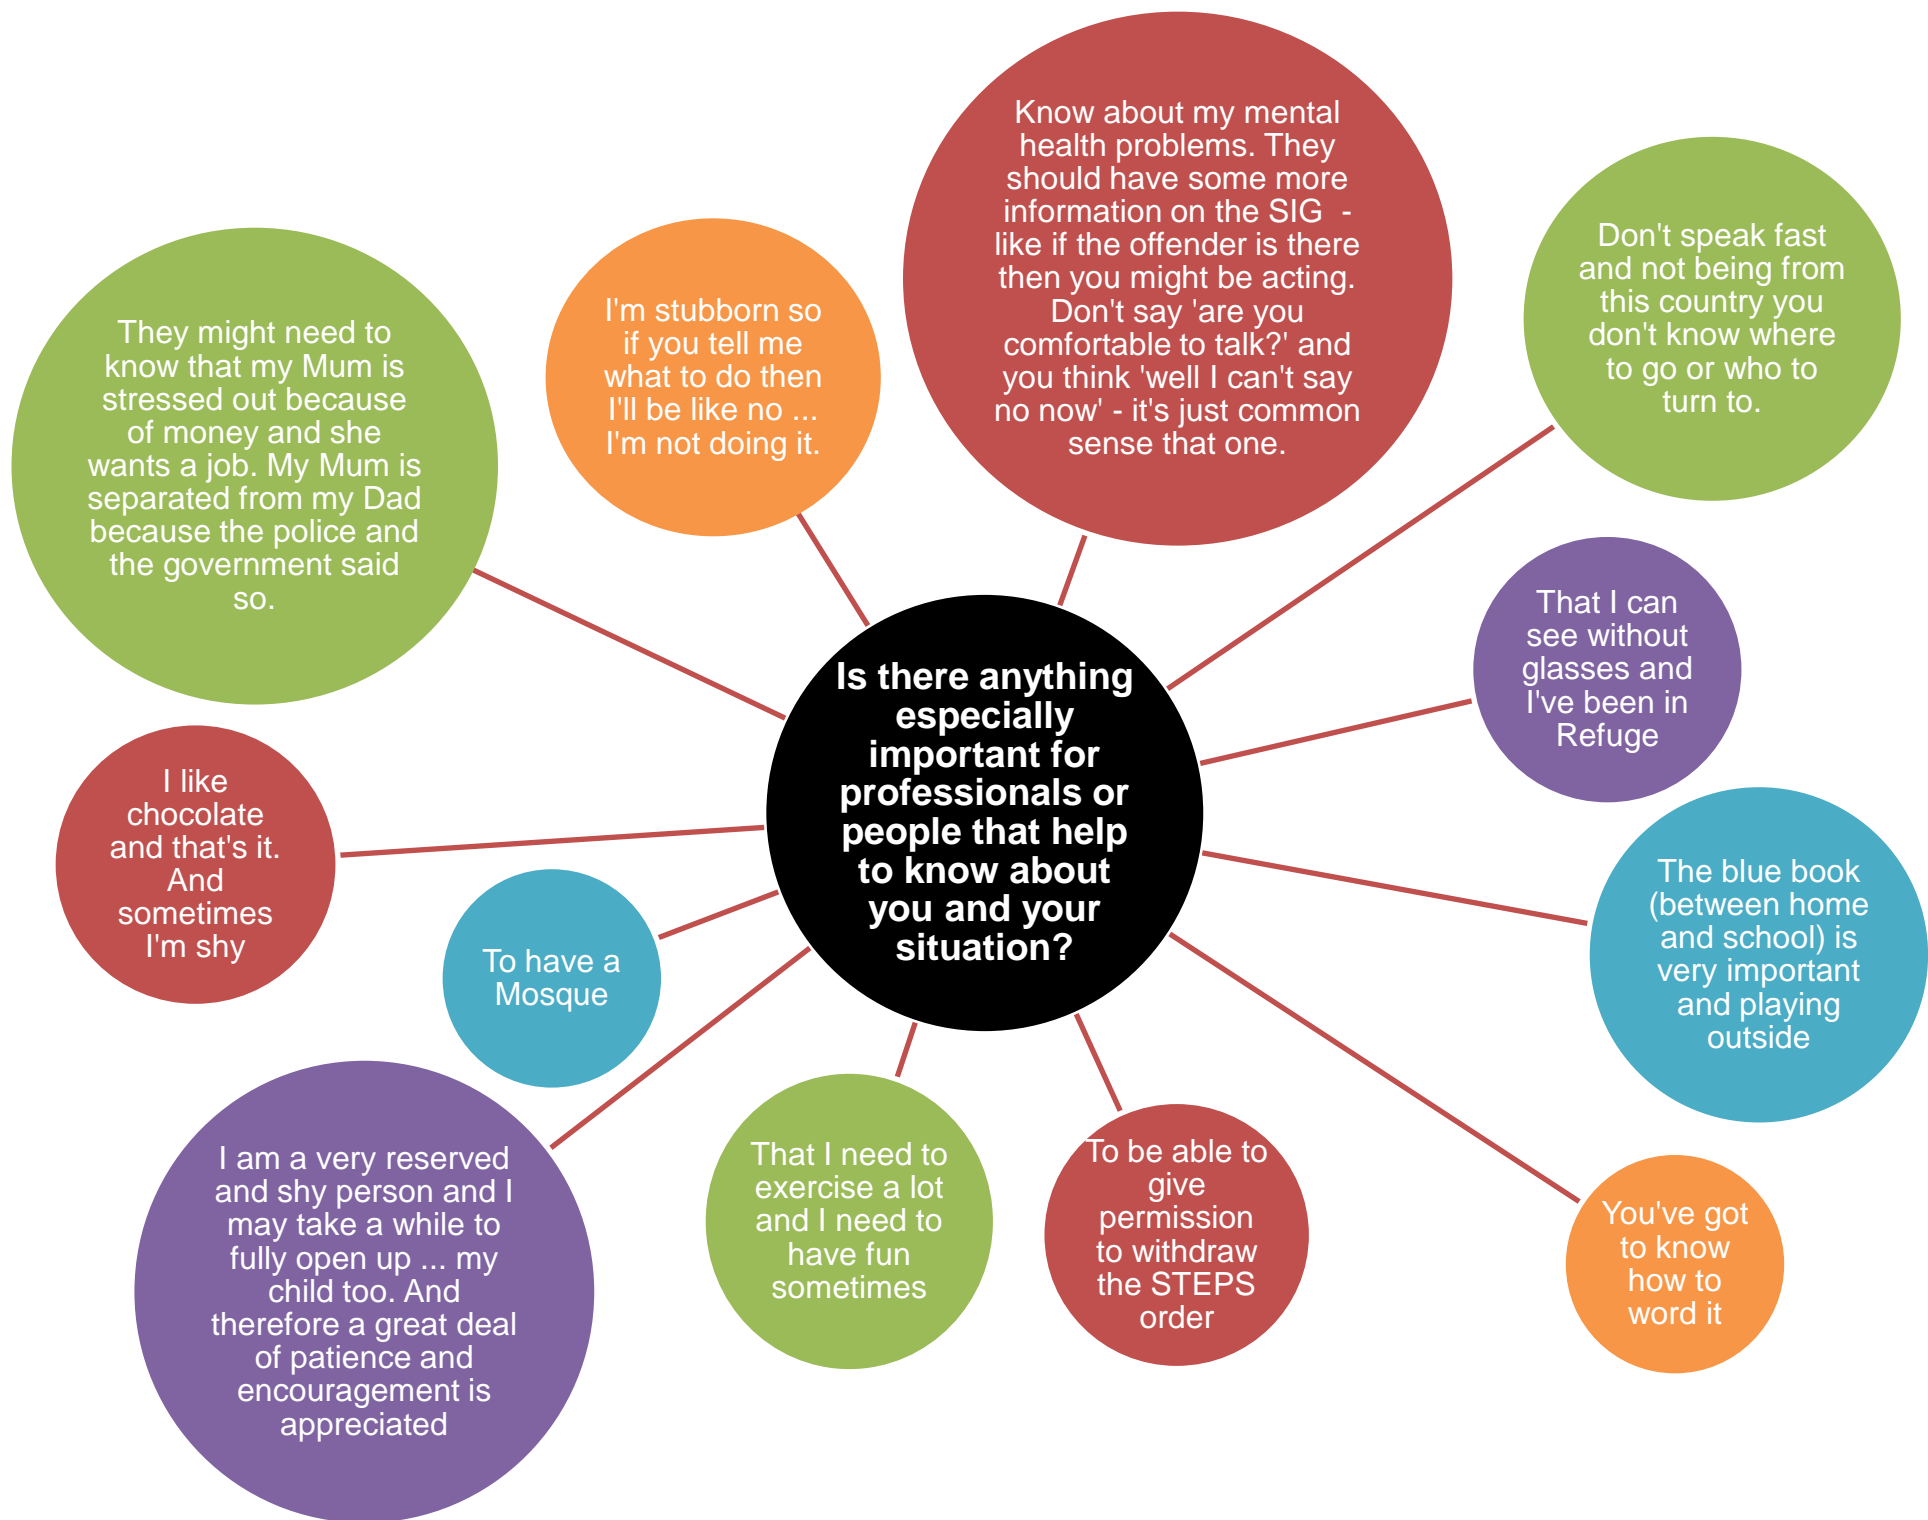 Is there anything
especially
important for
professionals or
people that help
to know about
you and your
situation?
Know about my mental
health problems. They
should have some more
information on the SIG  -
like if the offender is there
then you might be acting.
Don't say 'are you
comfortable to talk?' and
you think 'well I can't say
no now' - it's just common
sense that one.
Don't speak fast
and not being from
this country you
don't know where
to go or who to
turn to.
That I can
see without
glasses and
I've been in
Refuge
The blue book
(between home
and school) is
very important
and playing
outside
You've got
to know
how to
word it
To be able to
give
permission
to withdraw
the STEPS
order
That I need to
exercise a lot
and I need to
have fun
sometimes
I am a very reserved
and shy person and I
may take a while to
fully open up ... my
child too. And
therefore a great deal
of patience and
encouragement is
appreciated
To have a
Mosque
I like
chocolate
and that's it.
And
sometimes
I'm shy
They might need to
know that my Mum is
stressed out because
of money and she
wants a job. My Mum is
separated from my Dad
because the police and
the government said
so.
I'm stubborn so
if you tell me
what to do then
I'll be like no ...
I'm not doing it.